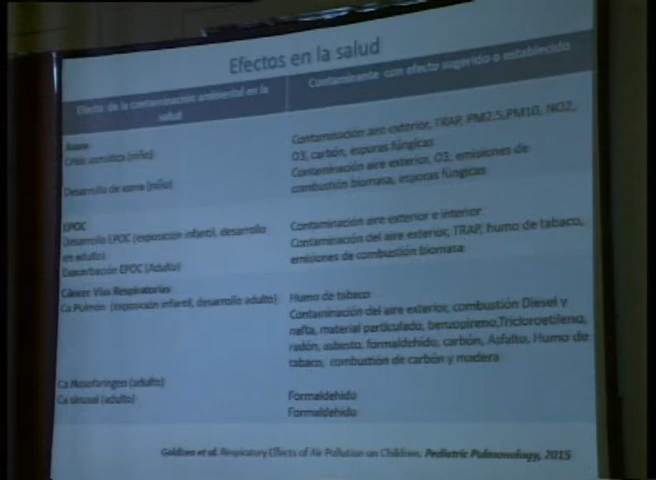 Efectos en la salud
Efecto de la contaminación ambiental en la salud
Contaminante con efecto sugerido o establecido
Asma
Crisis asmática (niño)
Contaminación aire exterior, TRAP, PM2.5,PM10, NO2,
O3, carbón, esporas fúngicas
Desarrollo de asma (niño)
Contaminación aire exterior, O3, emisiones de
combustión biomasa, esporas fúngicas
EPOC
Desarrollo EPOC (exposición infantil, desarrollo
en adulto)
Exacerbación EPOC (Adulto)
Contaminación aire exterior e interior
Contaminación del aire exterior, TRAP, humo de tabaco,
emisiones de combustión biomasa
Cáncer Vías Respiratorias
Ca Pulmón (exposición infantil, desarrollo adulto)
Humo de tabaco
Contaminación del aire exterior, combustión Diesel y
nafta, material particulado, benzopireno,Tricloroetileno,
radón, asbesto, formaldehido, carbón, Asfalto, Humo de
tabaco, combustión de carbón y madera
Ca Nasofaríngeo (adulto)
Ca sinusal (adulto)
Formaldehido
Formaldehido
et al. Respiratory Effects of Air Pollution on Children. Pediatric Pulmonology, 2015